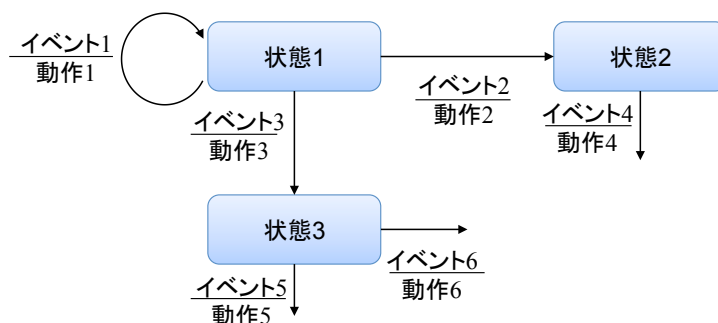 イベント1
動作1
状態1
状態2
イベント2
動作2
イベント3
動作3
イベント4
動作4
状態3
イベント6
動作6
イベント5
動作5